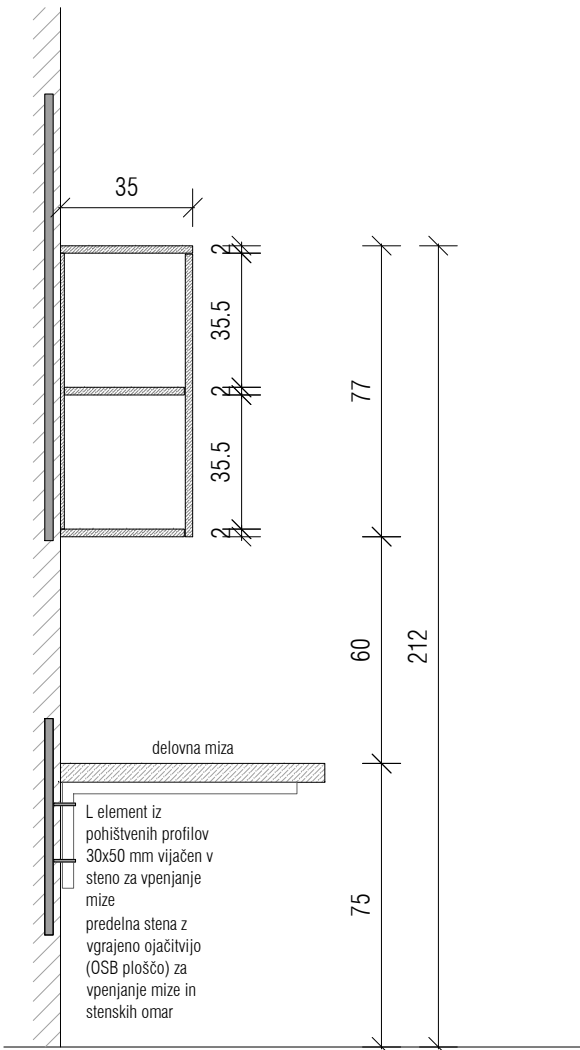 35
2
35.5
2
35.5
2
77
60
212
75
delovna miza
L element iz
pohištvenih profilov
30x50 mm vijačen v
steno za vpenjanje
mize
predelna stena z
vgrajeno ojačitvijo
(OSB ploščo) za
vpenjanje mize in
stenskih omar